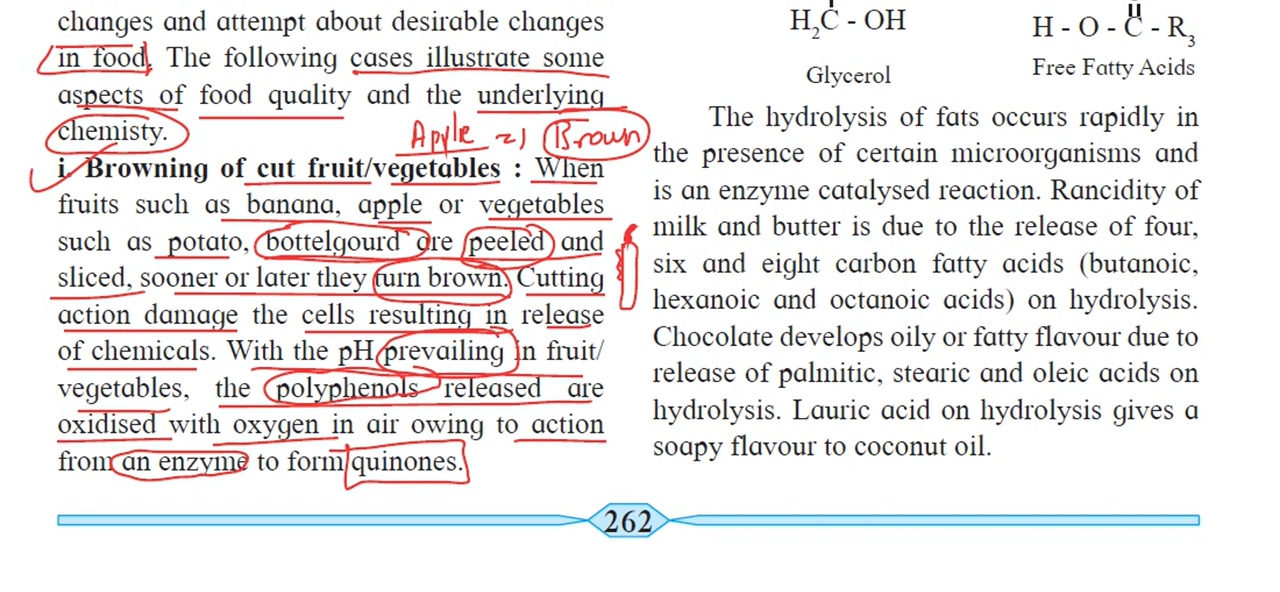 changes and attempt about desirable changes
in food. The following cases illustrate some
aspects of food quality and the underlying
chemisty.
Apple => Brown
i. Browning of cut fruit/vegetables : When
fruits such as banana, apple or vegetables
such as potato, bottelgourd are peeled and
sliced, sooner or later they turn brown. Cutting
action damage the cells resulting in release
of chemicals. With the pH prevailing in fruit/
vegetables, the polyphenols released are
oxidised with oxygen in air owing to action
from an enzyme to form quinones.
H₂C - OH
Glycerol
H - O - C - R₃
Free Fatty Acids
The hydrolysis of fats occurs rapidly in
the presence of certain microorganisms and
is an enzyme catalysed reaction. Rancidity of
milk and butter is due to the release of four,
six and eight carbon fatty acids (butanoic,
hexanoic and octanoic acids) on hydrolysis.
Chocolate develops oily or fatty flavour due to
release of palmitic, stearic and oleic acids on
hydrolysis. Lauric acid on hydrolysis gives a
soapy flavour to coconut oil.
262